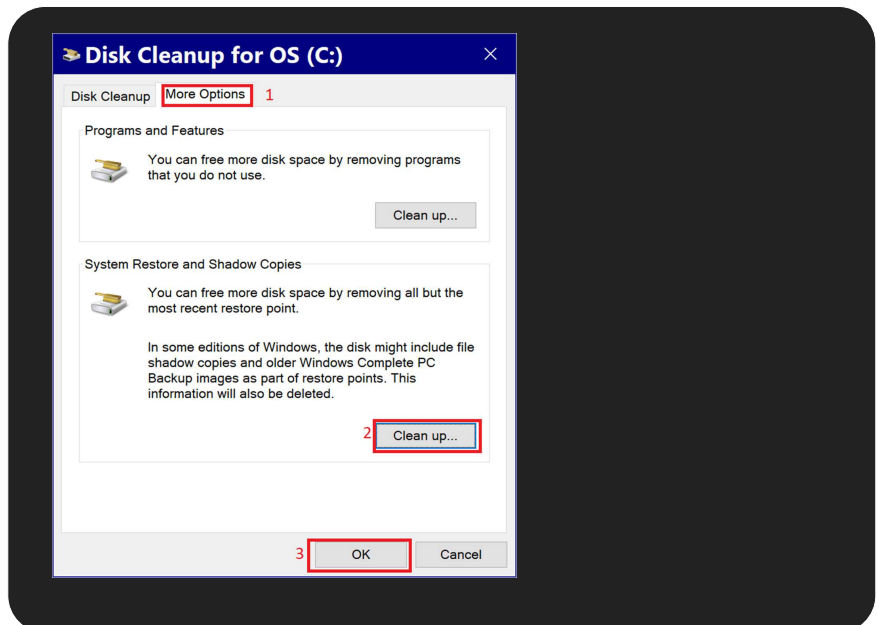 Disk Cleanup for OS (C:)
Disk Cleanup
More Options
1
Programs and Features
You can free more disk space by removing programs
that you do not use.
Clean up...
System Restore and Shadow Copies
You can free more disk space by removing all but the
most recent restore point.
In some editions of Windows, the disk might include file
shadow copies and older Windows Complete PC
Backup images as part of restore points. This
information will also be deleted.
2
Clean up...
3
OK
Cancel